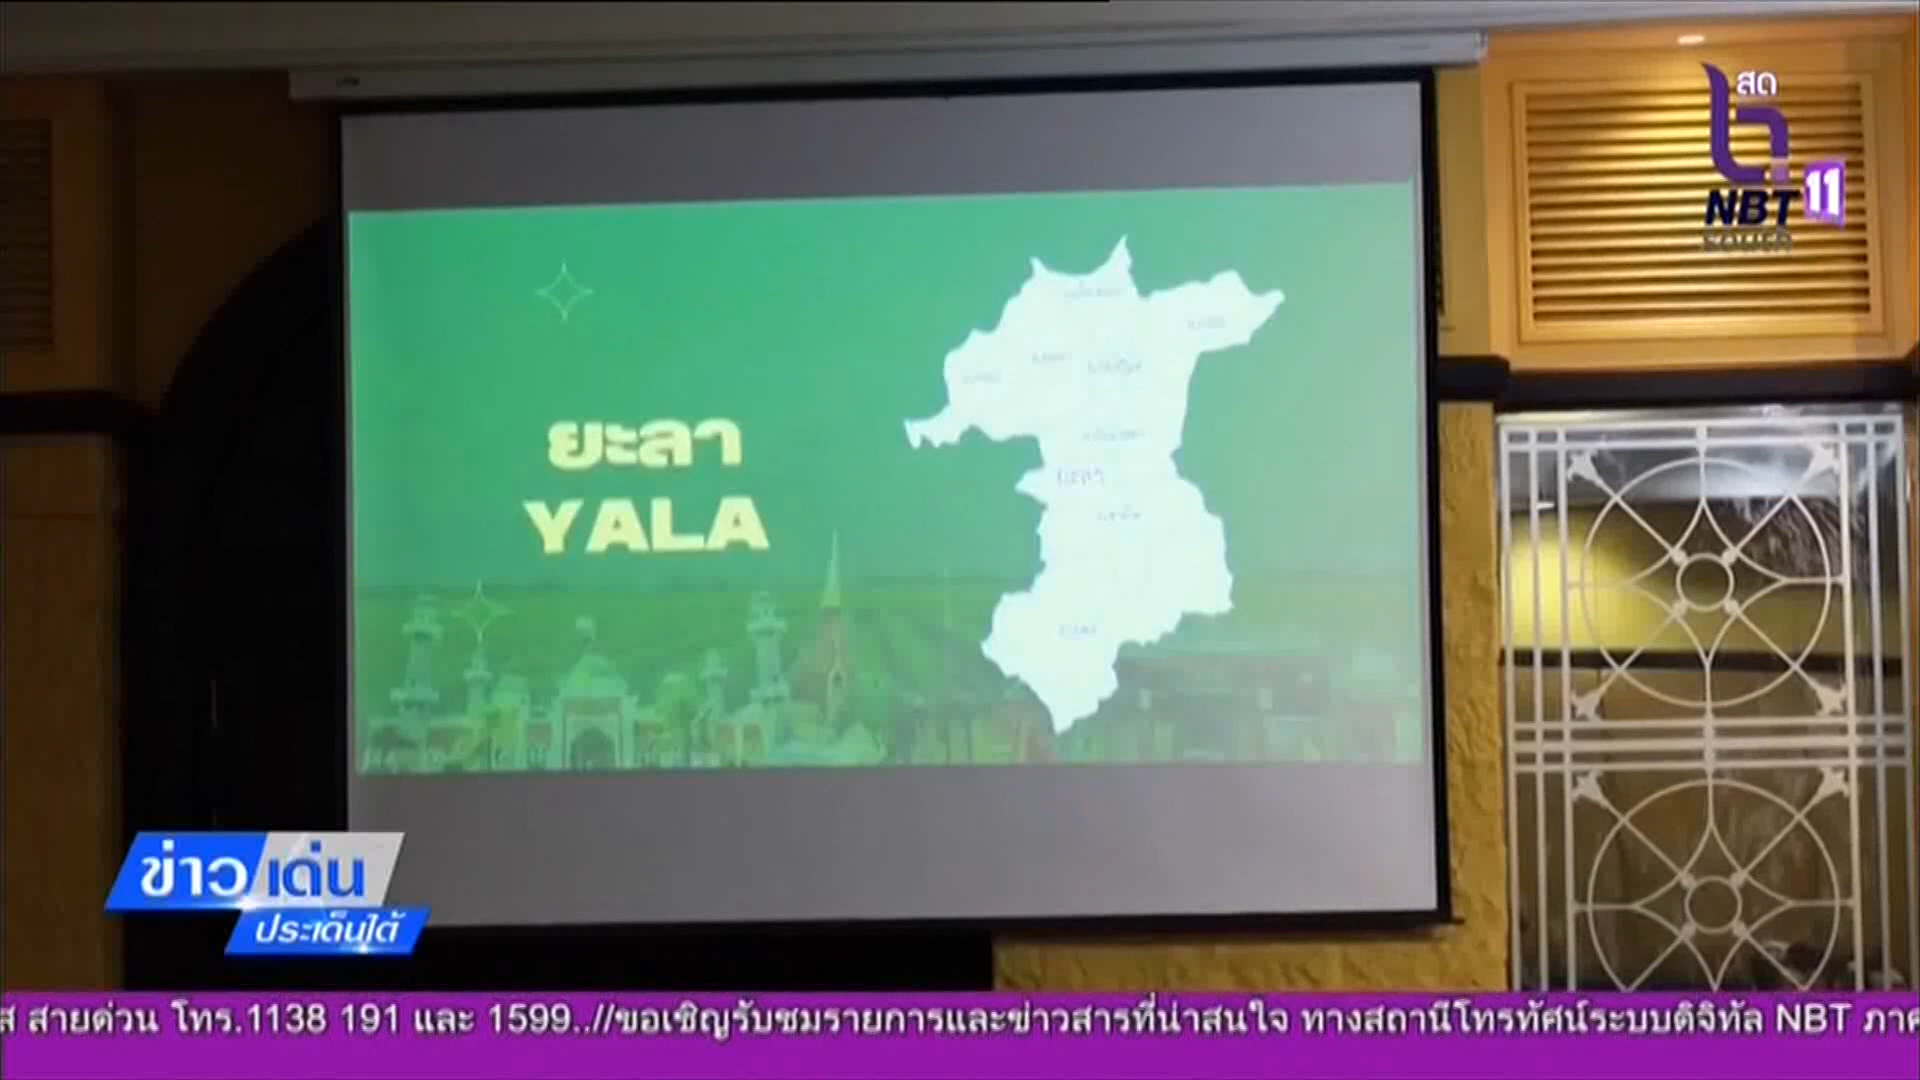 สด
NBT 11
ยะลา
YALA
ยะลา
ข่าวเด่น
ประเด็นใต้
ส สายด่วน โทร.1138 191 และ 1599..//ขอเชิญรับชมรายการและข่าวสารที่น่าสนใจ ทางสถานีโทรทัศน์ระบบดิจิทัล NBT ภาค